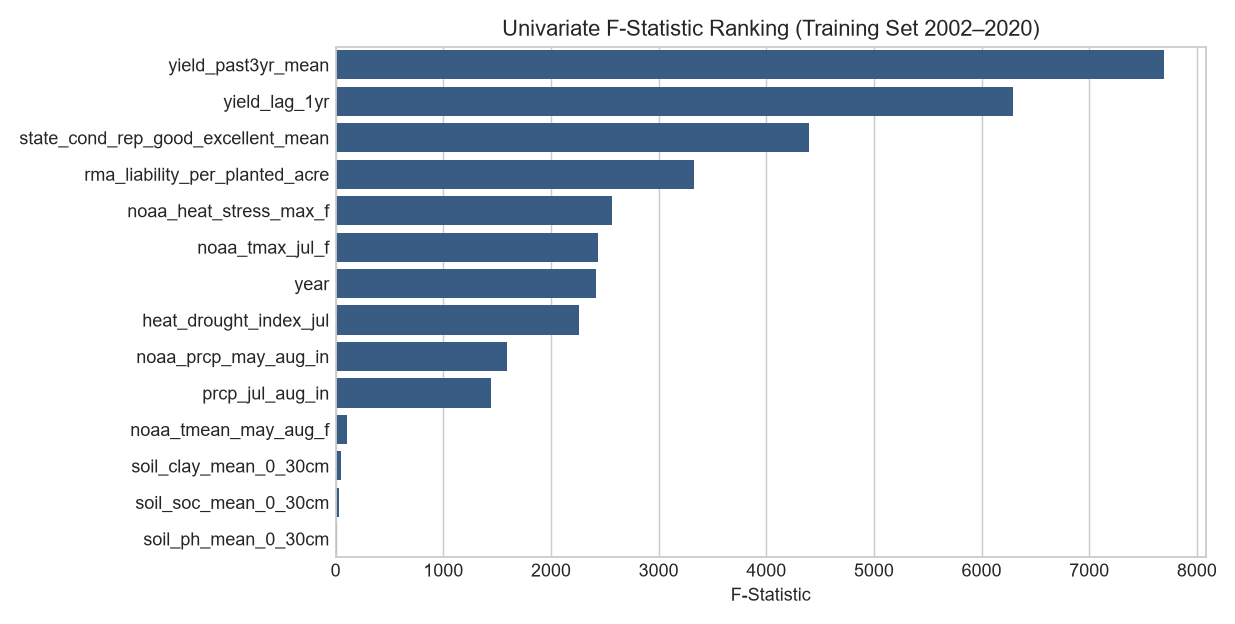 Univariate F-Statistic Ranking (Training Set 2002–2020)
yield_past3yr_mean
yield_lag_1yr
state_cond_rep_good_excellent_mean
rma_liability_per_planted_acre
noaa_heat_stress_max_f
noaa_tmax_jul_f
year
heat_drought_index_jul
noaa_prcp_may_aug_in
prcp_jul_aug_in
noaa_tmean_may_aug_f
soil_clay_mean_0_30cm
soil_soc_mean_0_30cm
soil_ph_mean_0_30cm
0 1000 2000 3000 4000 5000 6000 7000 8000
F-Statistic